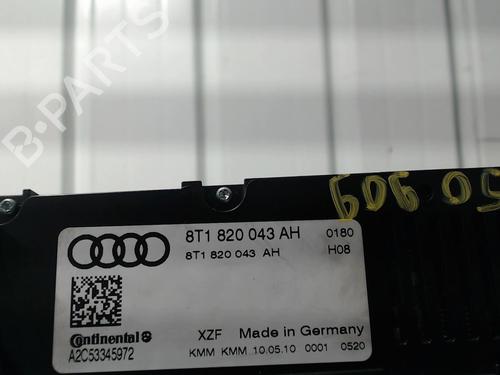 B-PARTS
8T1 820 043 AH 0180
8T1 820 043 AH H08
Continental
A2C53345972
XZF Made in Germany
KMM KMM 10.05.10 0001 0520